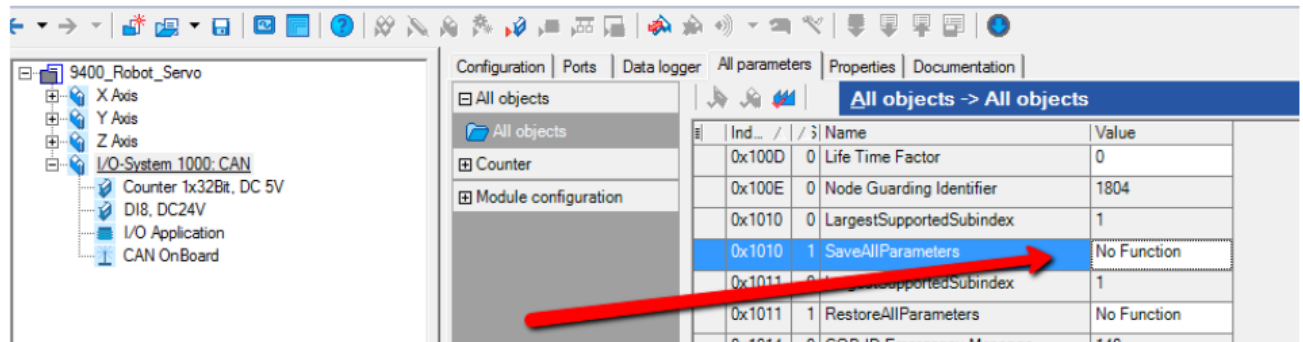 Configuration Ports Data logger All parameters Properties Documentation
9400_Robot_Servo
X Axis
Y Axis
Z Axis
I/O-System 1000: CAN
Counter 1x32Bit, DC 5V
DI8, DC24V
I/O Application
CAN OnBoard
All objects
All objects
Counter
Module configuration
All objects -> All objects
Ind... / / Name Value
0x100D 0 Life Time Factor 0
0x100E 0 Node Guarding Identifier 1804
0x1010 0 LargestSupportedSubindex 1
0x1010 1 SaveAllParameters No Function
0x1011 1
0x1011 1 RestoreAllParameters No Function